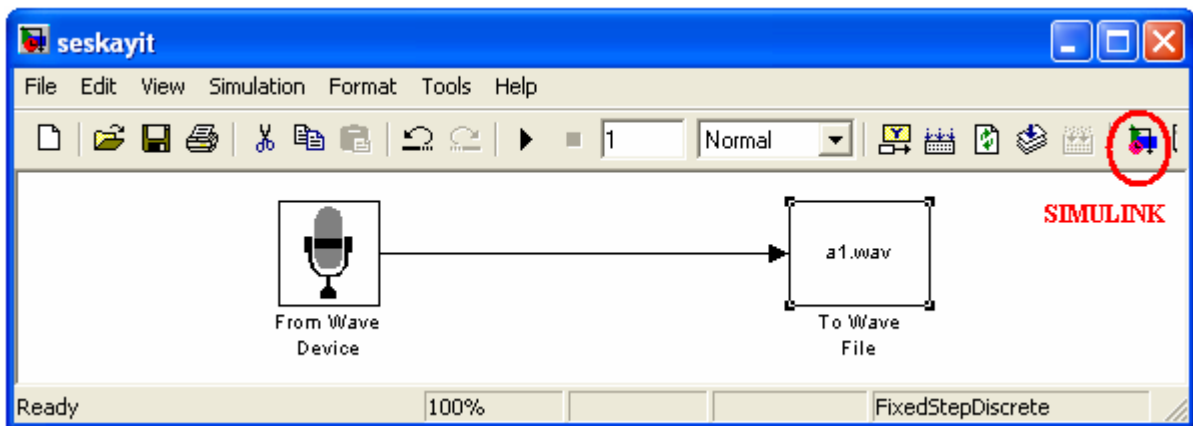 seskayit
File Edit View Simulation Format Tools Help
1 Normal
SIMULINK
a1.wav
From Wave
Device
To Wave
File
Ready 100% FixedStepDiscrete